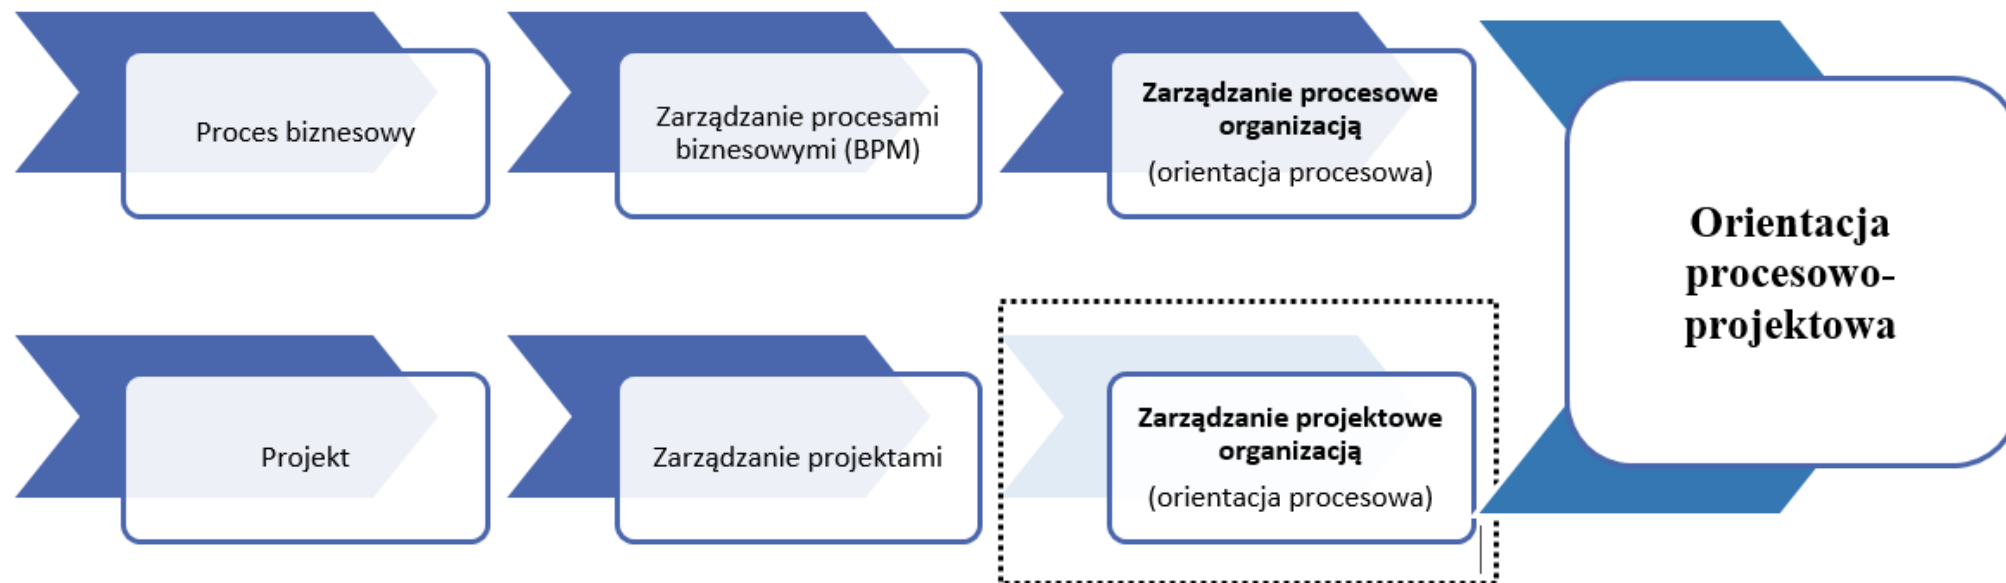 Proces biznesowy
Zarządzanie procesami
biznesowymi (BPM)
Zarządzanie procesowe
organizacją
(orientacja procesowa)
Orientacja
procesowo-
projektowa
Projekt
Zarządzanie projektami
Zarządzanie projektowe
organizacją
(orientacja procesowa)